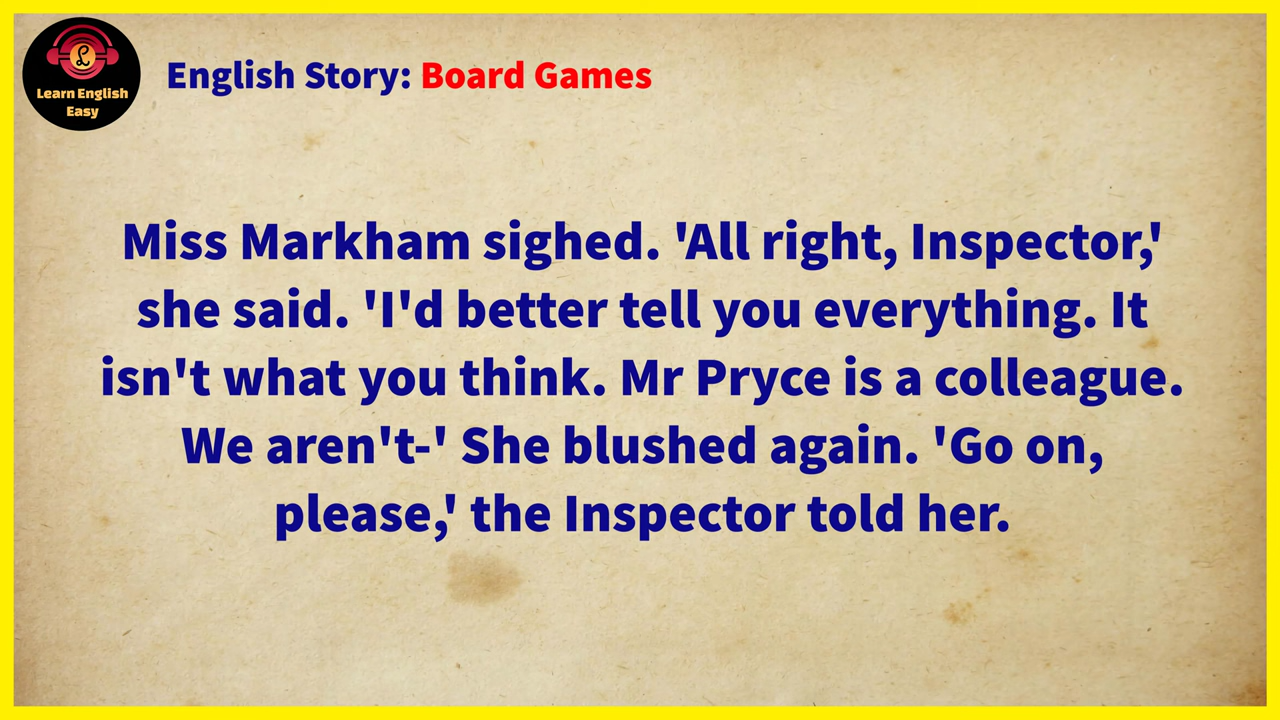 Learn English
Easy
English Story: Board Games
Miss Markham sighed. 'All right, Inspector,'
she said. 'I'd better tell you everything. It
isn't what you think. Mr Pryce is a colleague.
We aren't-' She blushed again. 'Go on,
please,' the Inspector told her.